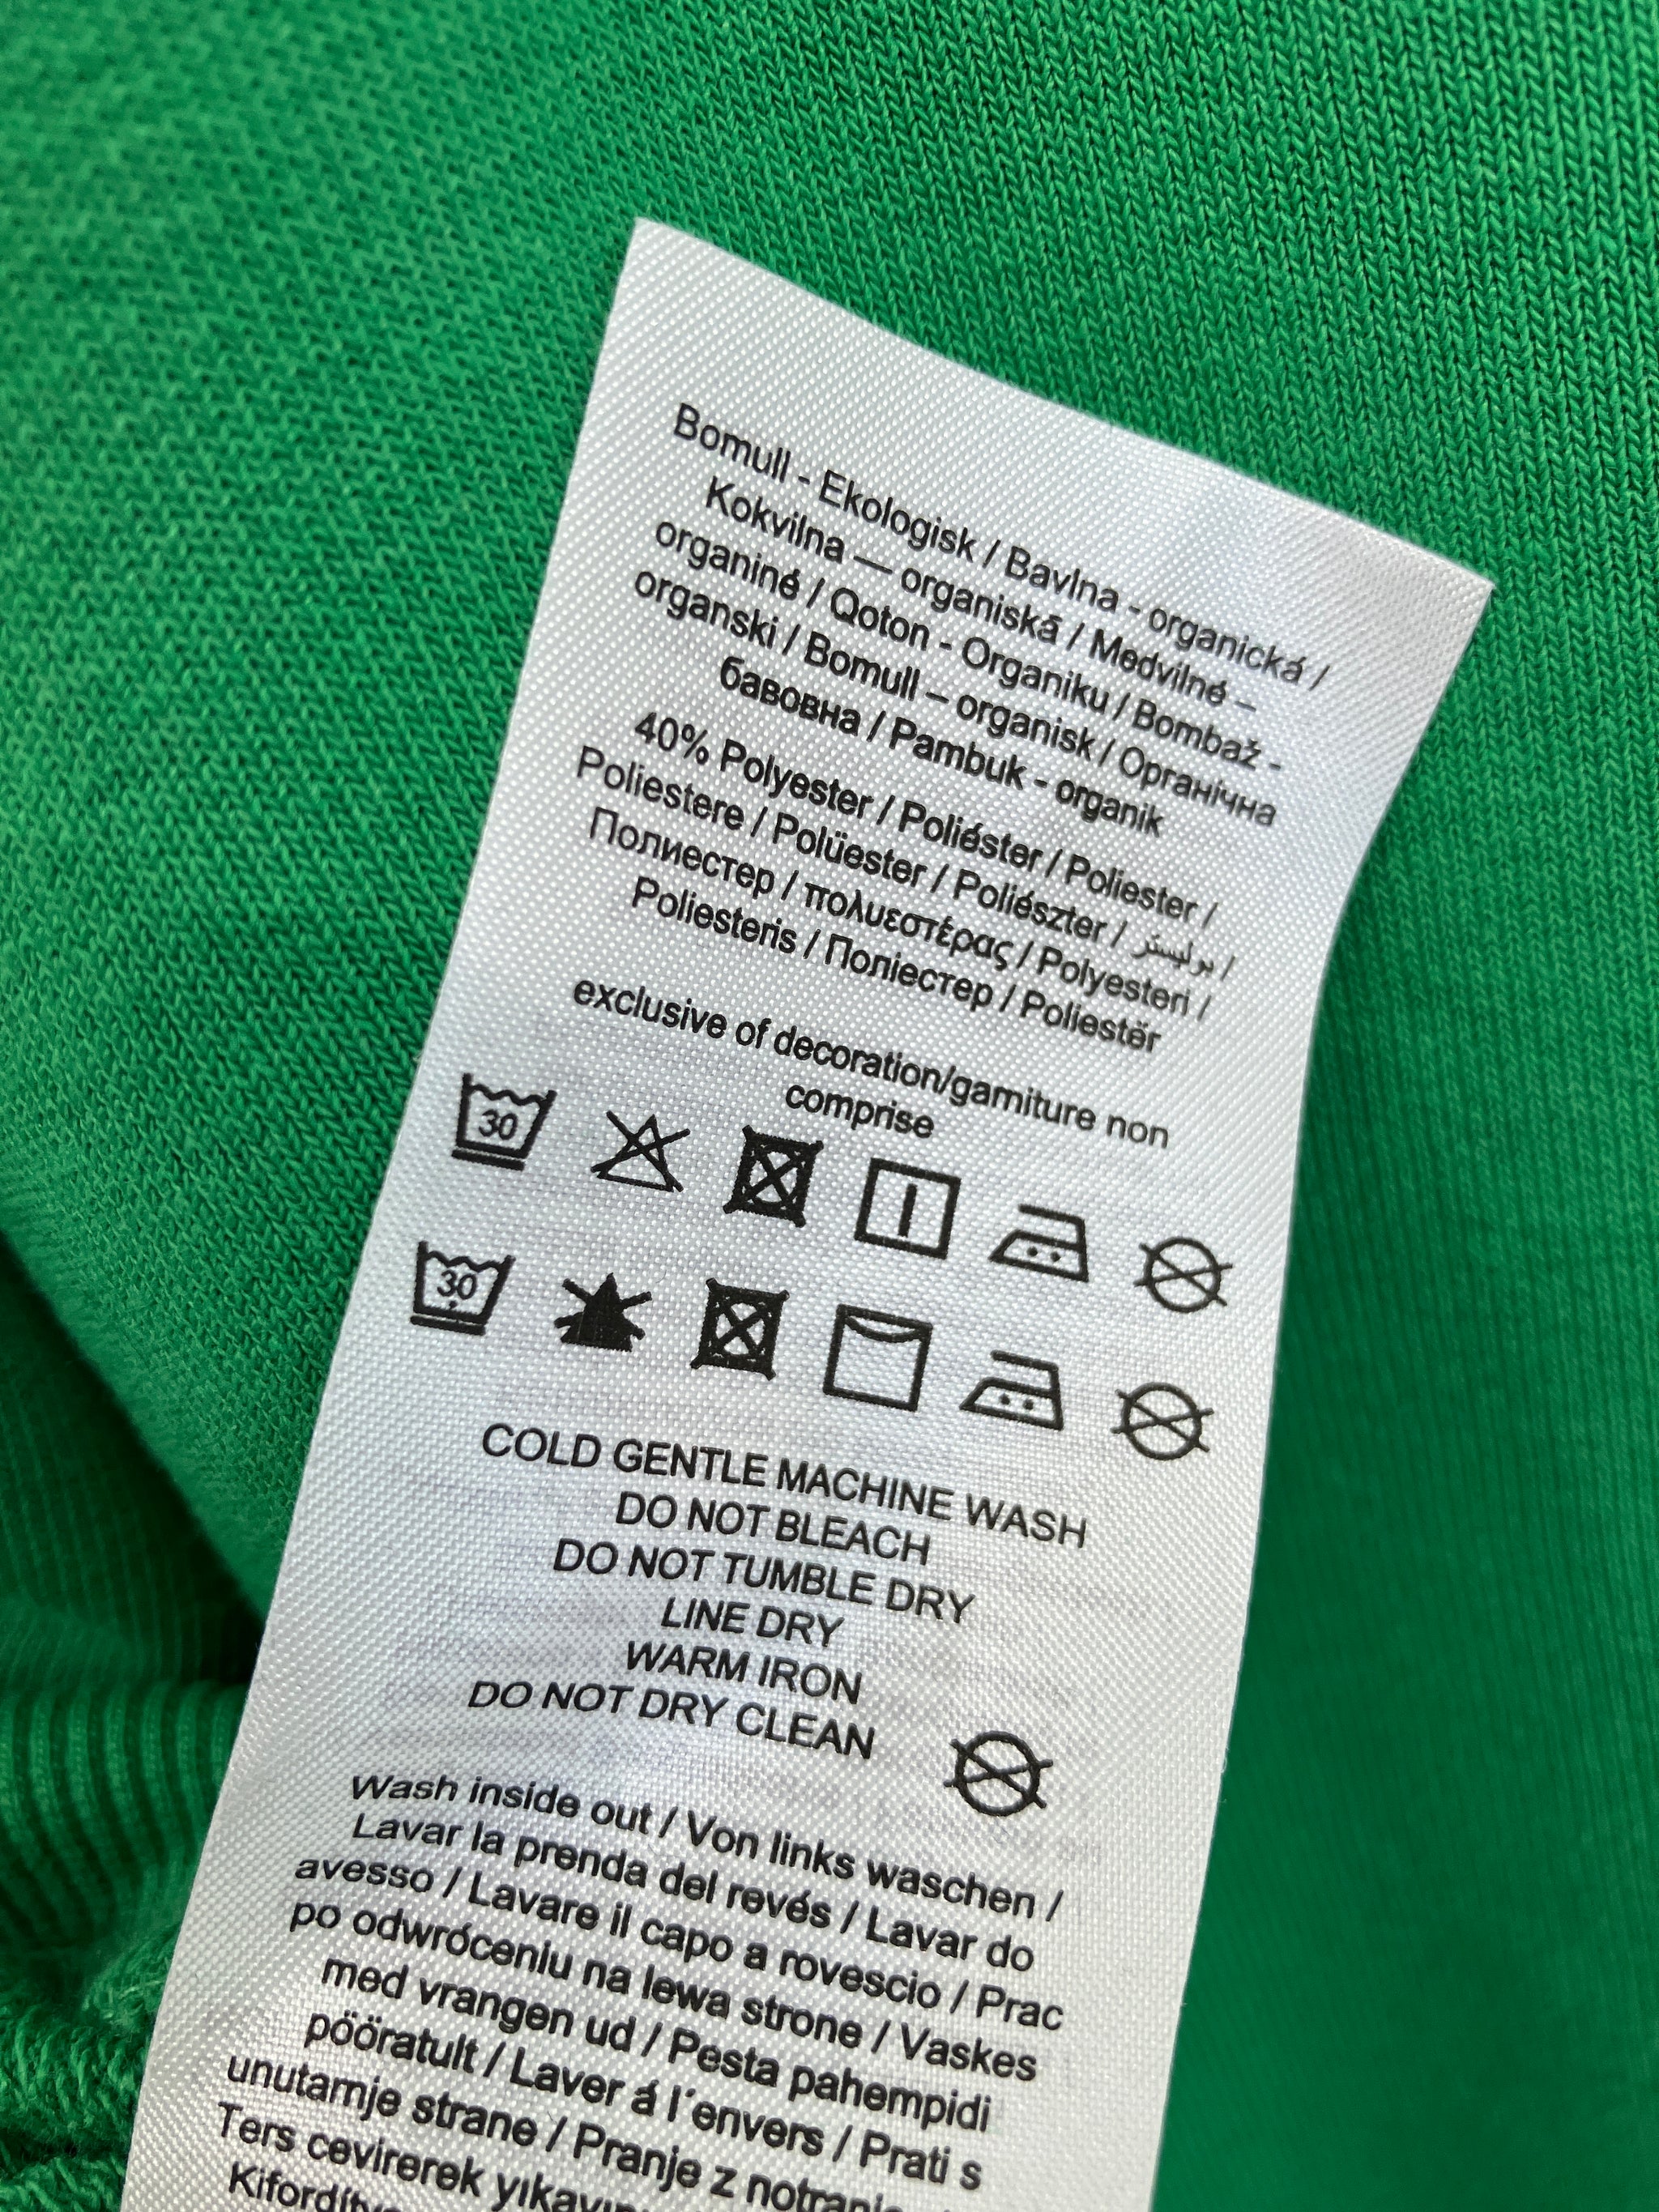 Bomull - Ekologisk / Bavlna - organická /
Kokvilna — organiskā / Medvilnė –
organinė / Qoton - Organiku / Bombaž -
organski / Bomull – organisk / Органічна
бавовна / Pambuk - organik
40% Polyester / Poliéster / Poliester /
Poliestere / Polüester / Poliészter / بوليستر /
Полиестер / πολυεστέρας / Polyesteri /
Poliesteris / Поліестер / Poliestër
exclusive of decoration/garniture non
comprise
30
30
COLD GENTLE MACHINE WASH
DO NOT BLEACH
DO NOT TUMBLE DRY
LINE DRY
WARM IRON
DO NOT DRY CLEAN
Wash inside out / Von links waschen /
Lavar la prenda del revés / Lavar do
avesso / Lavare il capo a rovescio / Prac
po odwróceniu na lewa strone / Vaskes
med vrangen ud / Pesta pahempidi
pööratult / Laver á l´envers / Prati s
unutarnje strane / Pranje z notranje
Ters cevirerek